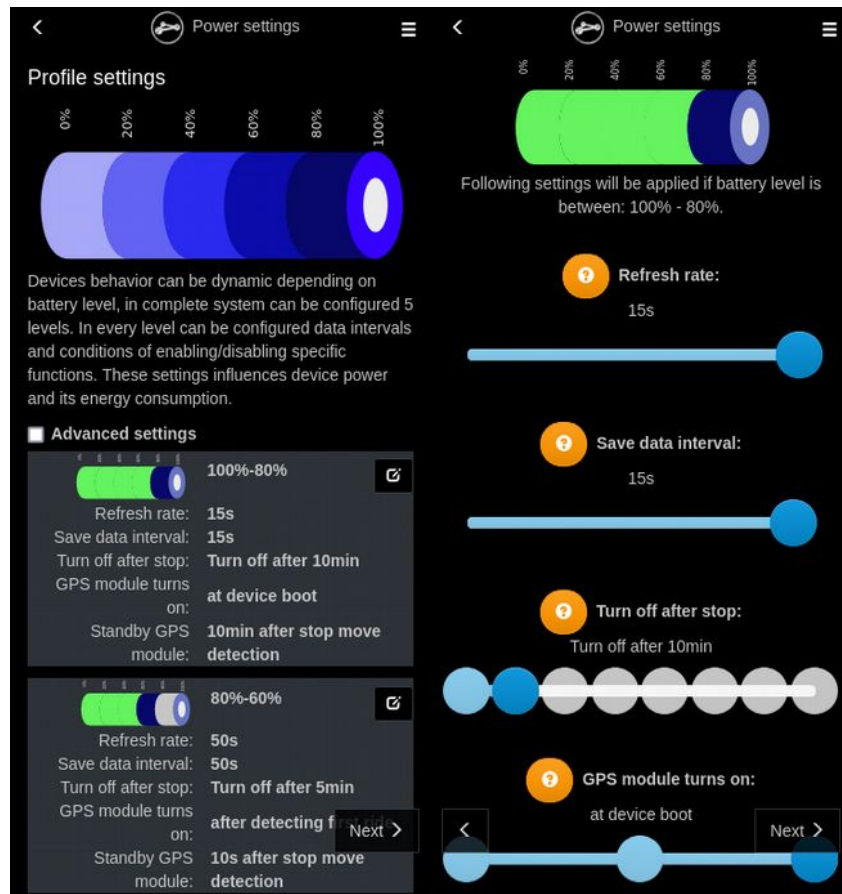 Power settings
Profile settings
0%
20%
40%
60%
80%
100%
Devices behavior can be dynamic depending on
battery level, in complete system can be configured 5
levels. In every level can be configured data intervals
and conditions of enabling/disabling specific
functions. These settings influences device power
and its energy consumption.
Advanced settings
100%-80%
Refresh rate: 15s
Save data interval: 15s
Turn off after stop: Turn off after 10min
GPS module turns
on:
at device boot
Standby GPS
module:
10min after stop move
detection
80%-60%
Refresh rate: 50s
Save data interval: 50s
Turn off after stop: Turn off after 5min
GPS module turns
on:
after detecting first ride
Next
Standby GPS
module:
10s after stop move
detection
Power settings
0%
20%
40%
60%
80%
100%
Following settings will be applied if battery level is
between: 100% - 80%.
Refresh rate:
15s
Save data interval:
15s
Turn off after stop:
Turn off after 10min
GPS module turns on:
at device boot
Next